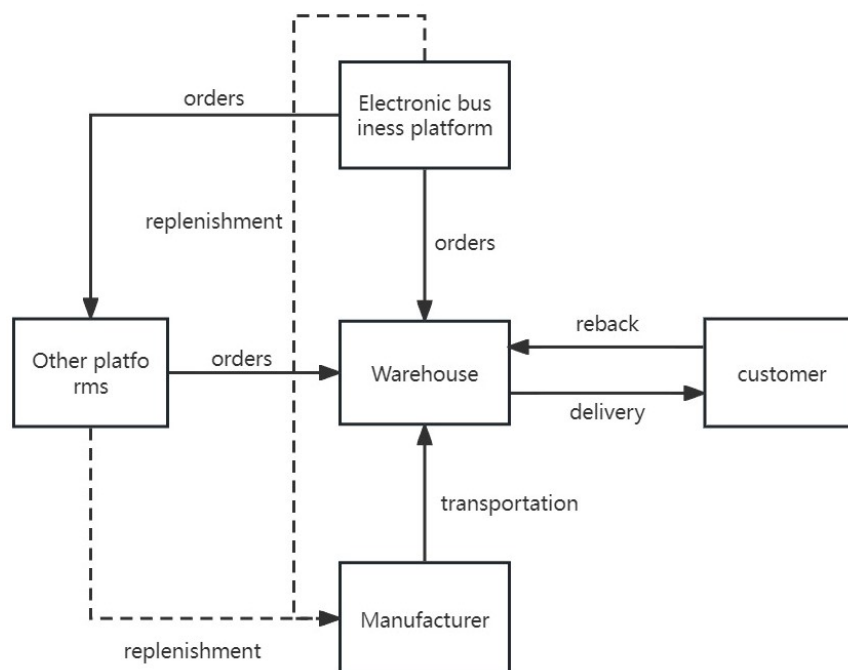 orders
Electronic bus
iness platform
replenishment
orders
Other platfo
rms
orders
Warehouse
reback
customer
delivery
transportation
Manufacturer
replenishment